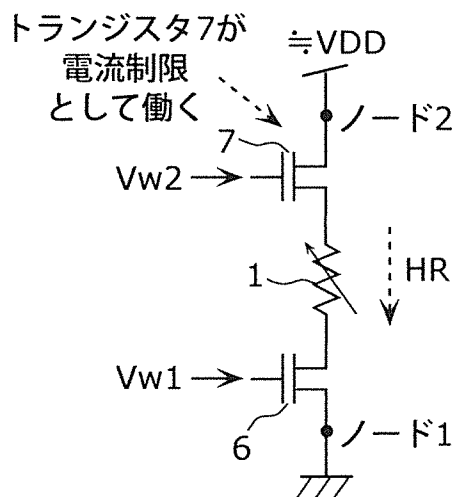 トランジスタ7が
電流制限
として働く
≒VDD
ノード2
7
Vw2
1
HR
Vw1
6
ノード1